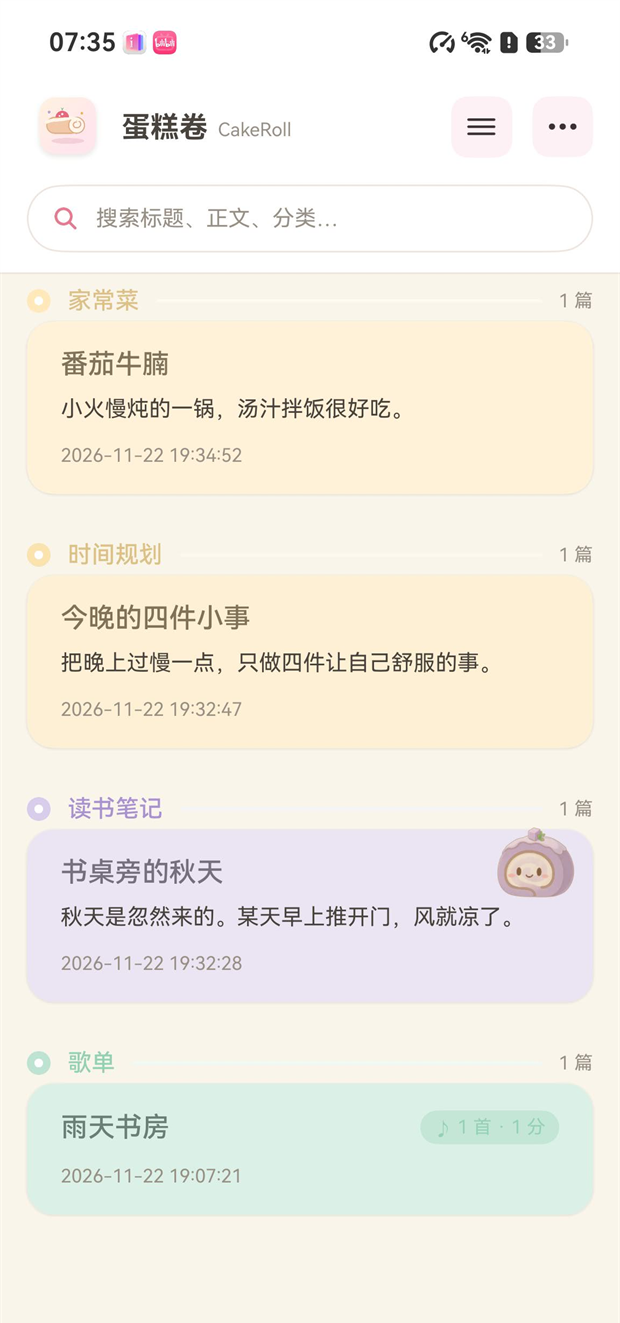 07:35
6
33
蛋糕卷 CakeRoll
搜索标题、正文、分类...
家常菜 1 篇
番茄牛腩
小火慢炖的一锅，汤汁拌饭很好吃。
2026-11-22 19:34:52
时间规划 1 篇
今晚的四件小事
把晚上过慢一点，只做四件让自己舒服的事。
2026-11-22 19:32:47
读书笔记 1 篇
书桌旁的秋天
秋天是忽然来的。某天早上推开门，风就凉了。
2026-11-22 19:32:28
歌单 1 篇
雨天书房 ♪ 1 首 · 1 分
2026-11-22 19:07:21